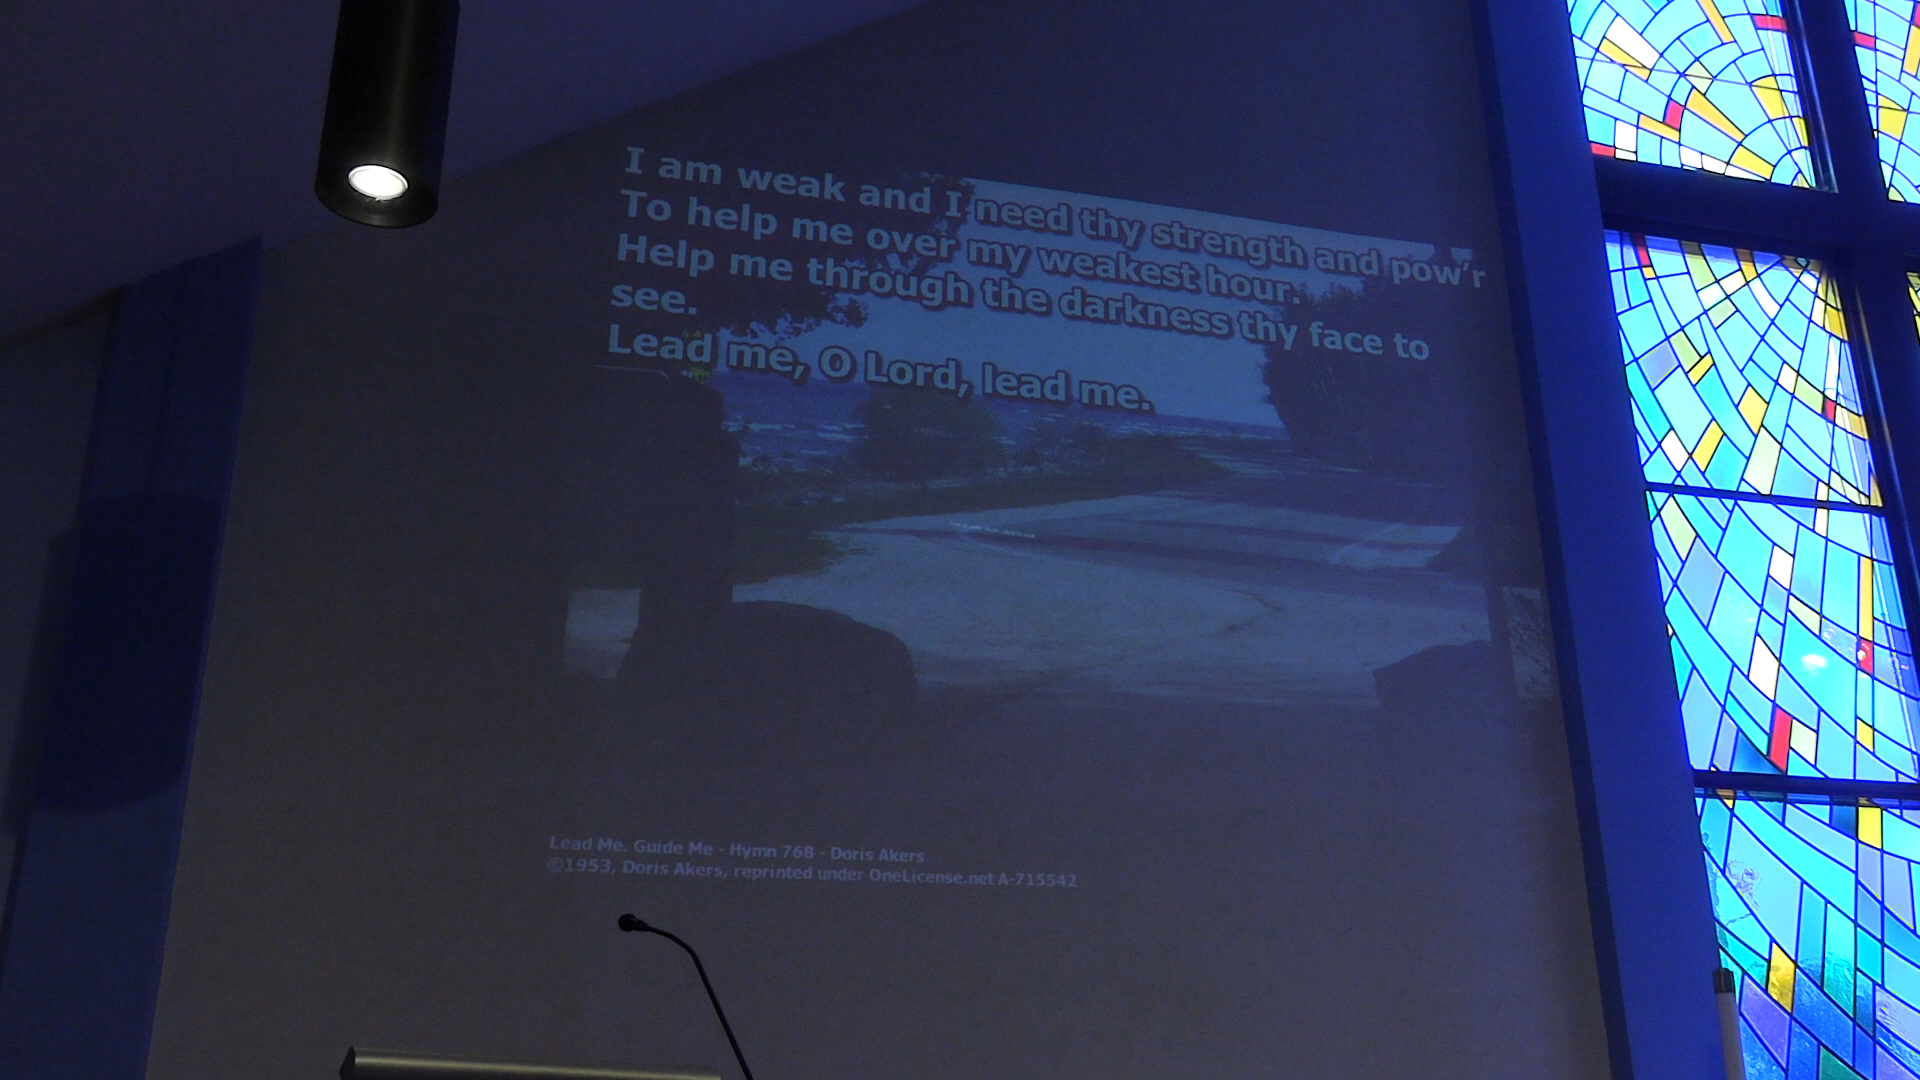 I am weak and I need thy strength and pow'r
To help me over my weakest hour.
Help me through the darkness thy face to
see.
Lead me, O Lord, lead me.
Lead Me. Guide Me - Hymn 768 - Doris Akers
©1953, Doris Akers, reprinted under OneLicense.net A-715542